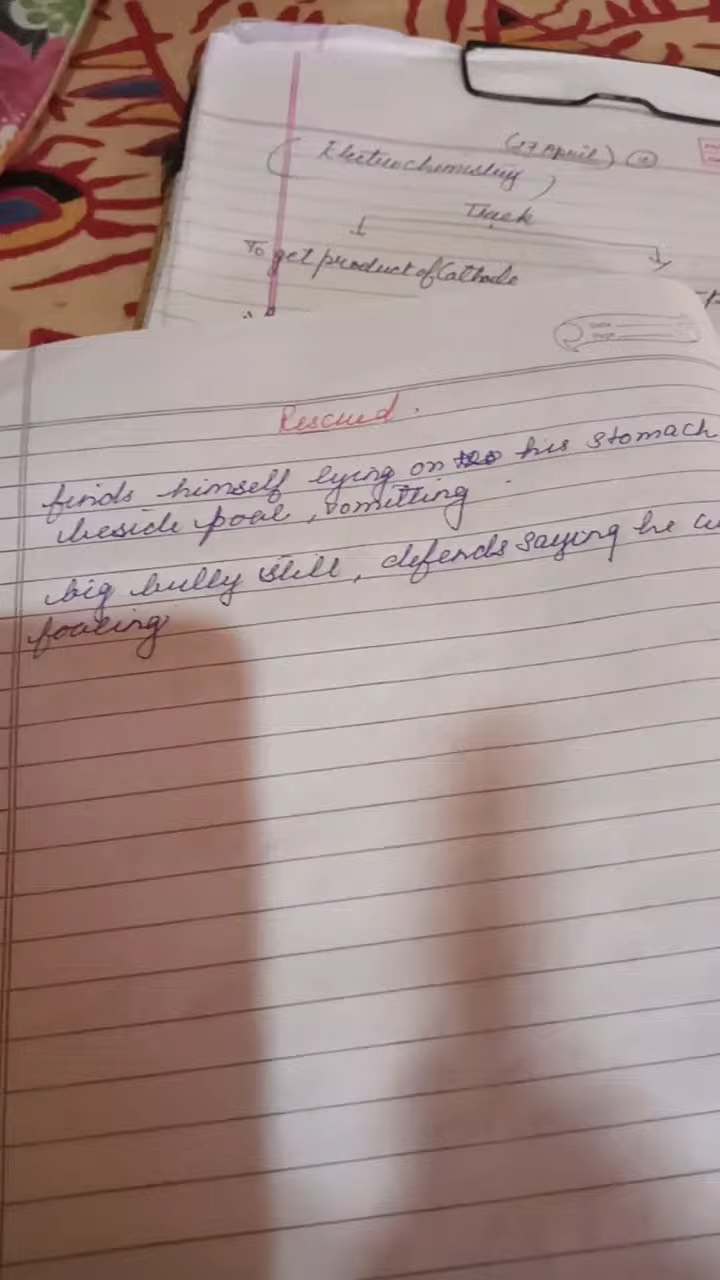 (17 April)
( Electrochemistry )
Trick
To get product of Cathode
Rescued.
finds himself lying on his stomach
beside pool, vomitting
big bully still, defends saying he
fooling